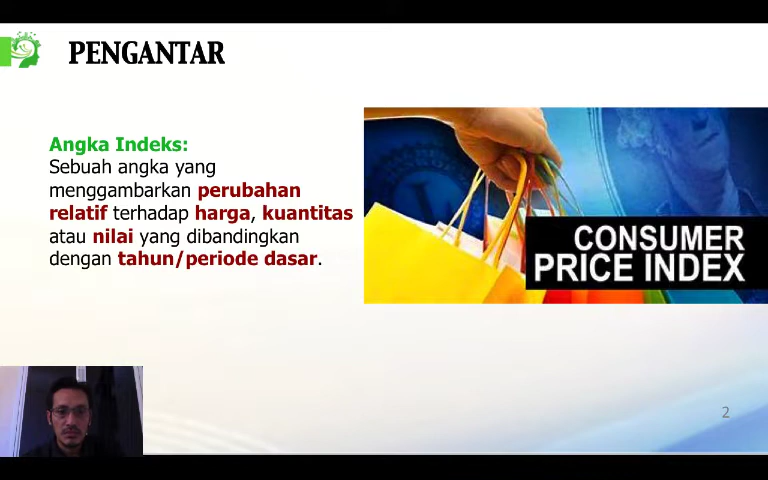 PENGANTAR
Angka Indeks:
Sebuah angka yang
menggambarkan perubahan
relatif terhadap harga, kuantitas
atau nilai yang dibandingkan
dengan tahun/periode dasar.
CONSUMER
PRICE INDEX
2